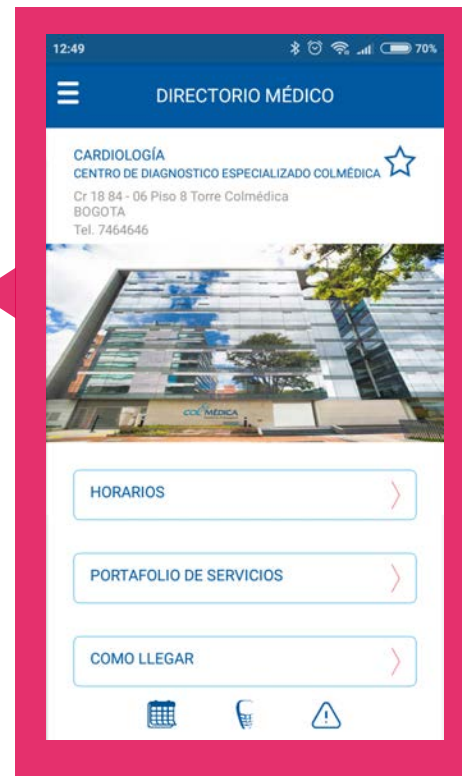 12:49
70%
DIRECTORIO MÉDICO
CARDIOLOGÍA
CENTRO DE DIAGNOSTICO ESPECIALIZADO COLMÉDICA
Cr 18 84 - 06 Piso 8 Torre Colmédica
BOGOTA
Tel. 7464646
COLMÉDICA
HORARIOS
PORTAFOLIO DE SERVICIOS
COMO LLEGAR